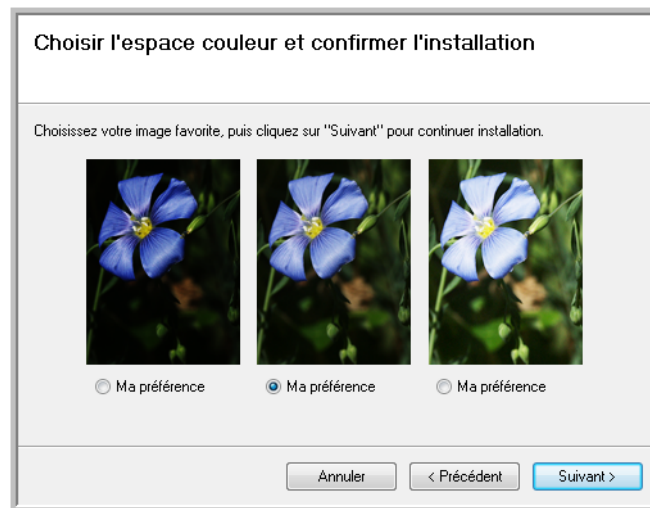 Choisir l'espace couleur et confirmer l'installation
Choisissez votre image favorite, puis cliquez sur "Suivant" pour continuer installation.
Ma préférence
Ma préférence
Ma préférence
Annuler
< Précédent
Suivant >